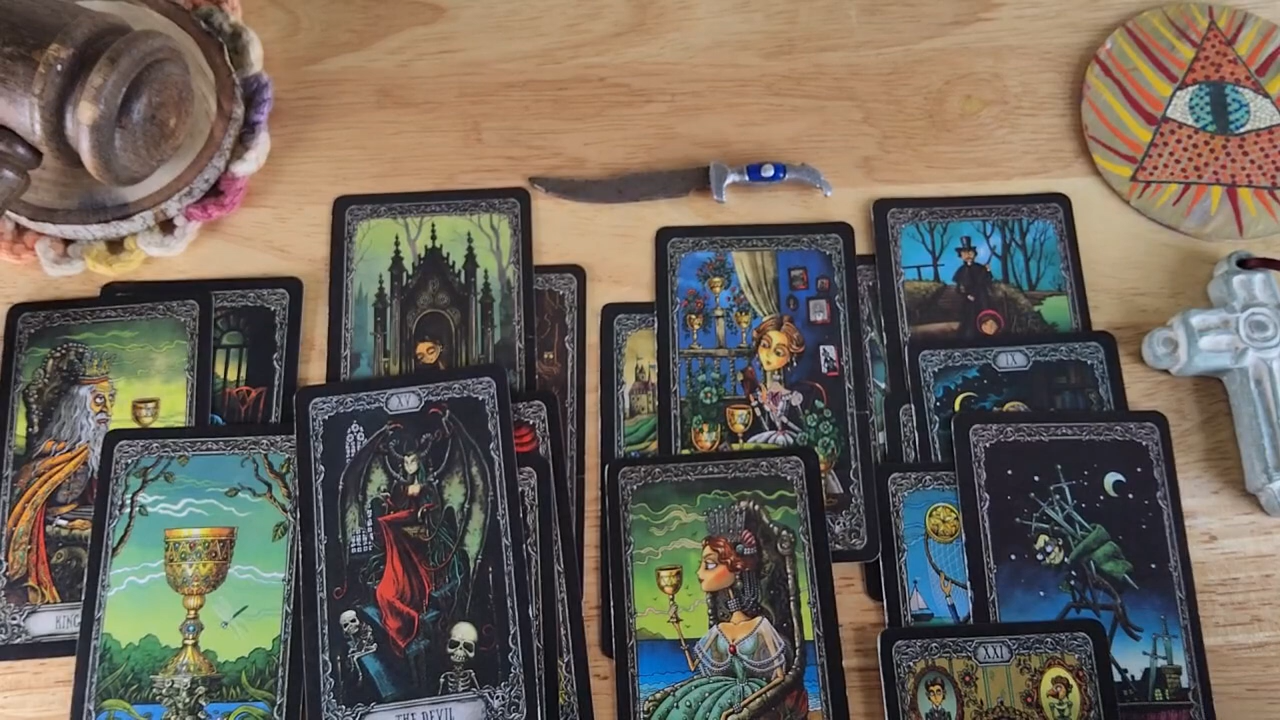 IX
XV
KING
THE DEVIL
XXI